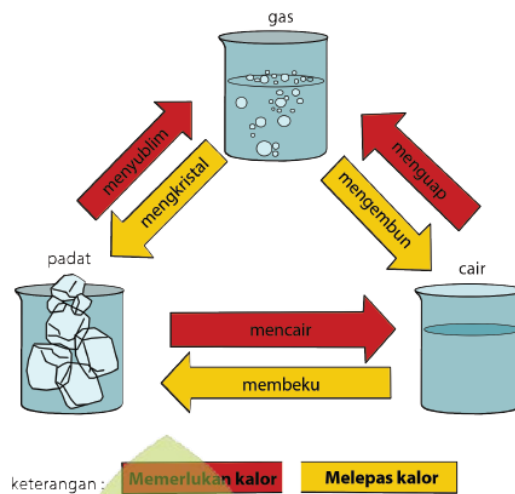 gas
menyublim
mengkristal
menguap
mengembun
padat
cair
mencair
membeku
keterangan : Memerlukan kalor Melepas kalor